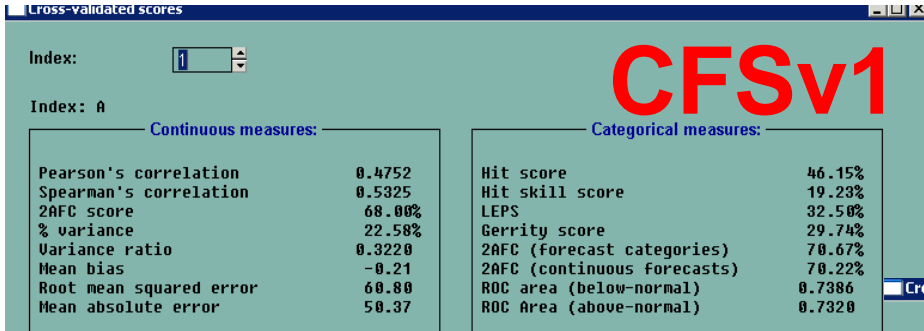 Cross-validated scores
Index: 1
CFSv1
Index: A
Continuous measures:
Pearson's correlation 0.4752
Spearman's correlation 0.5325
2AFC score 68.00%
% variance 22.58%
Variance ratio 0.3220
Mean bias -0.21
Root mean squared error 60.80
Mean absolute error 50.37
Categorical measures:
Hit score 46.15%
Hit skill score 19.23%
LEPS 32.50%
Gerrity score 29.74%
2AFC (forecast categories) 70.67%
2AFC (continuous forecasts) 70.22%
ROC area (below-normal) 0.7386
ROC Area (above-normal) 0.7320